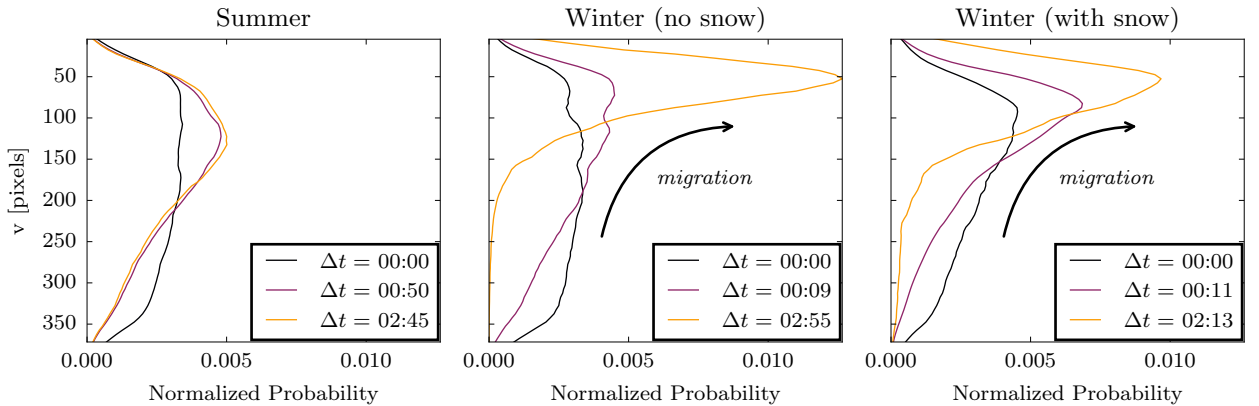 Summer
Winter (no snow)
Winter (with snow)
v [pixels]
50
100
150
200
250
300
350
0.000
0.005
0.010
Normalized Probability
Δt = 00:00
Δt = 00:50
Δt = 02:45
0.000
0.005
0.010
Normalized Probability
migration
Δt = 00:00
Δt = 00:09
Δt = 02:55
0.000
0.005
0.010
Normalized Probability
migration
Δt = 00:00
Δt = 00:11
Δt = 02:13